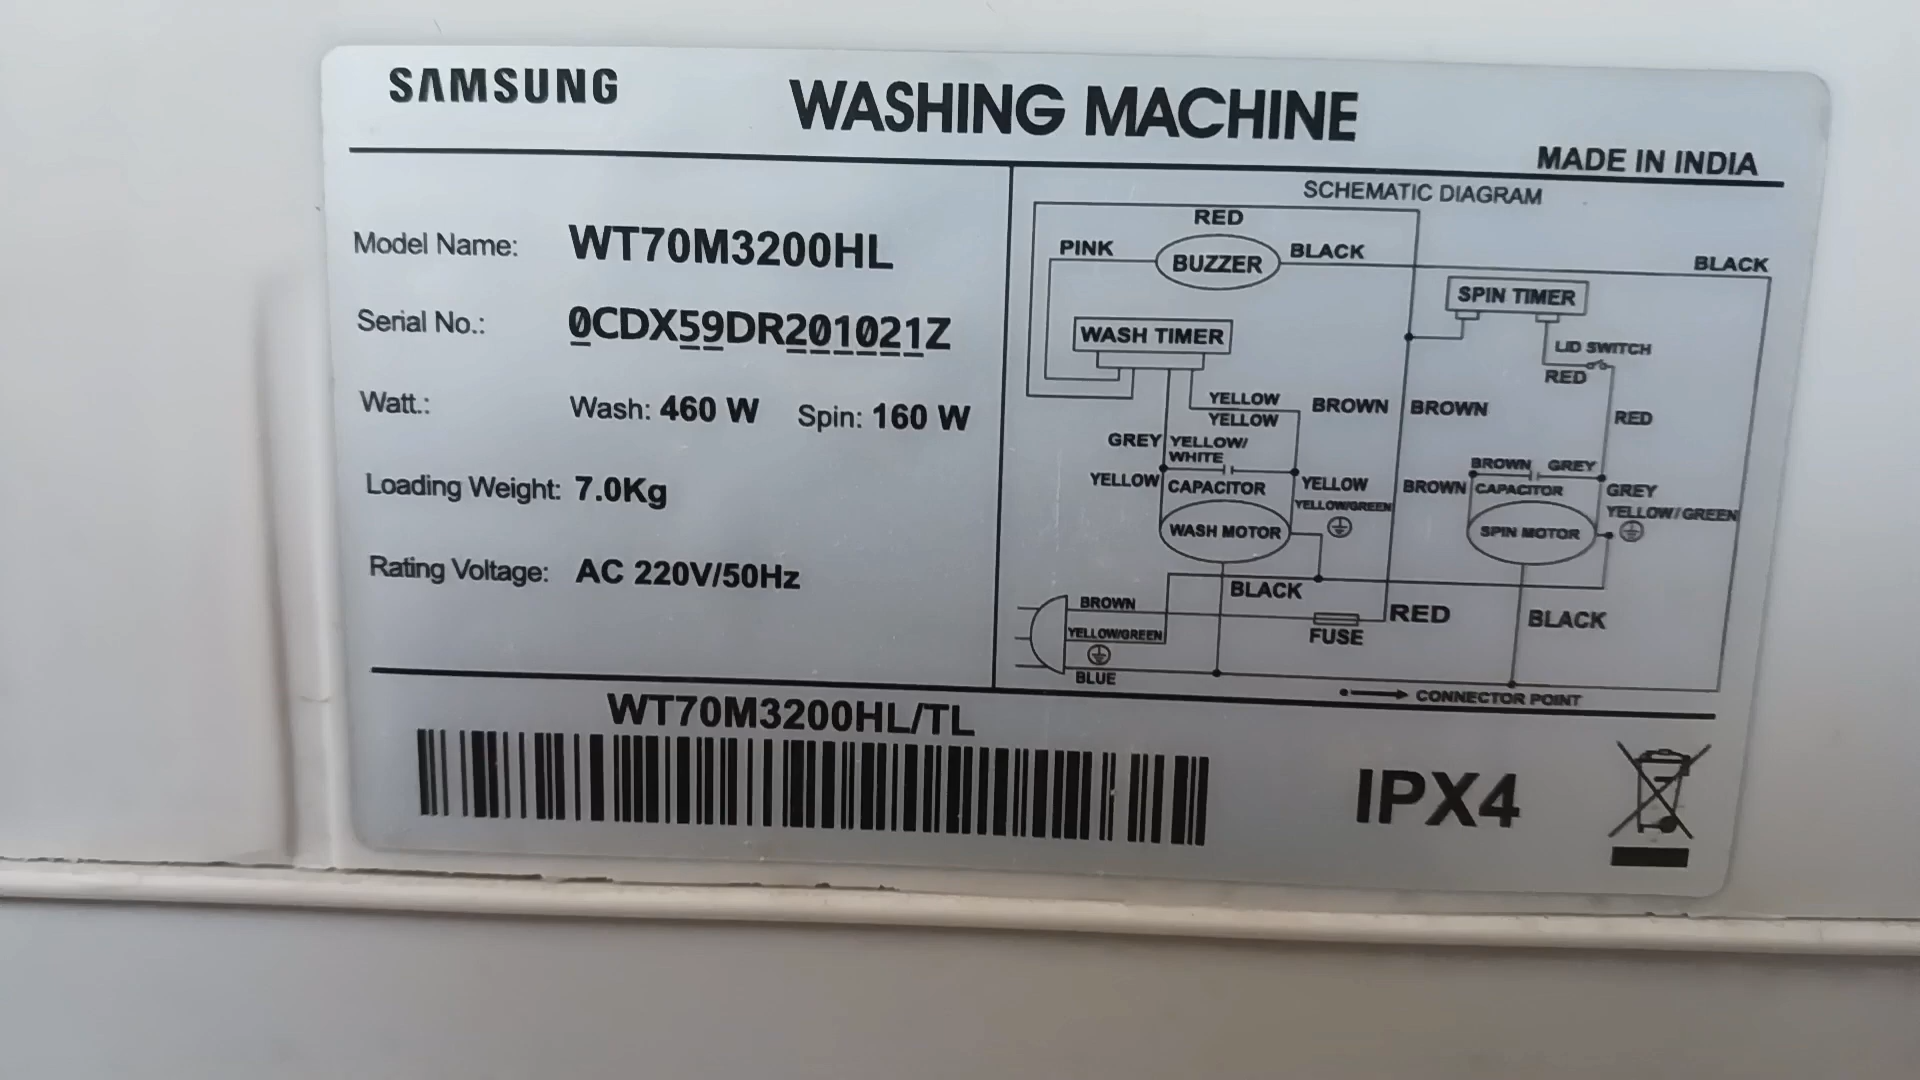 SAMSUNG
WASHING MACHINE
MADE IN INDIA
Model Name: WT70M3200HL
Serial No.: 0CDX59DR201021Z
Watt.: Wash: 460 W Spin: 160 W
Loading Weight: 7.0Kg
Rating Voltage: AC 220V/50Hz
SCHEMATIC DIAGRAM
RED
PINK BUZZER BLACK BLACK
SPIN TIMER
WASH TIMER
LID SWITCH
RED
YELLOW BROWN BROWN RED
YELLOW
GREY YELLOW/
WHITE
BROWN GREY
YELLOW CAPACITOR YELLOW BROWN CAPACITOR GREY
YELLOW/GREEN YELLOW/GREEN
WASH MOTOR SPIN MOTOR
BLACK
BROWN RED BLACK
YELLOW/GREEN FUSE
BLUE
CONNECTOR POINT
WT70M3200HL/TL
IPX4